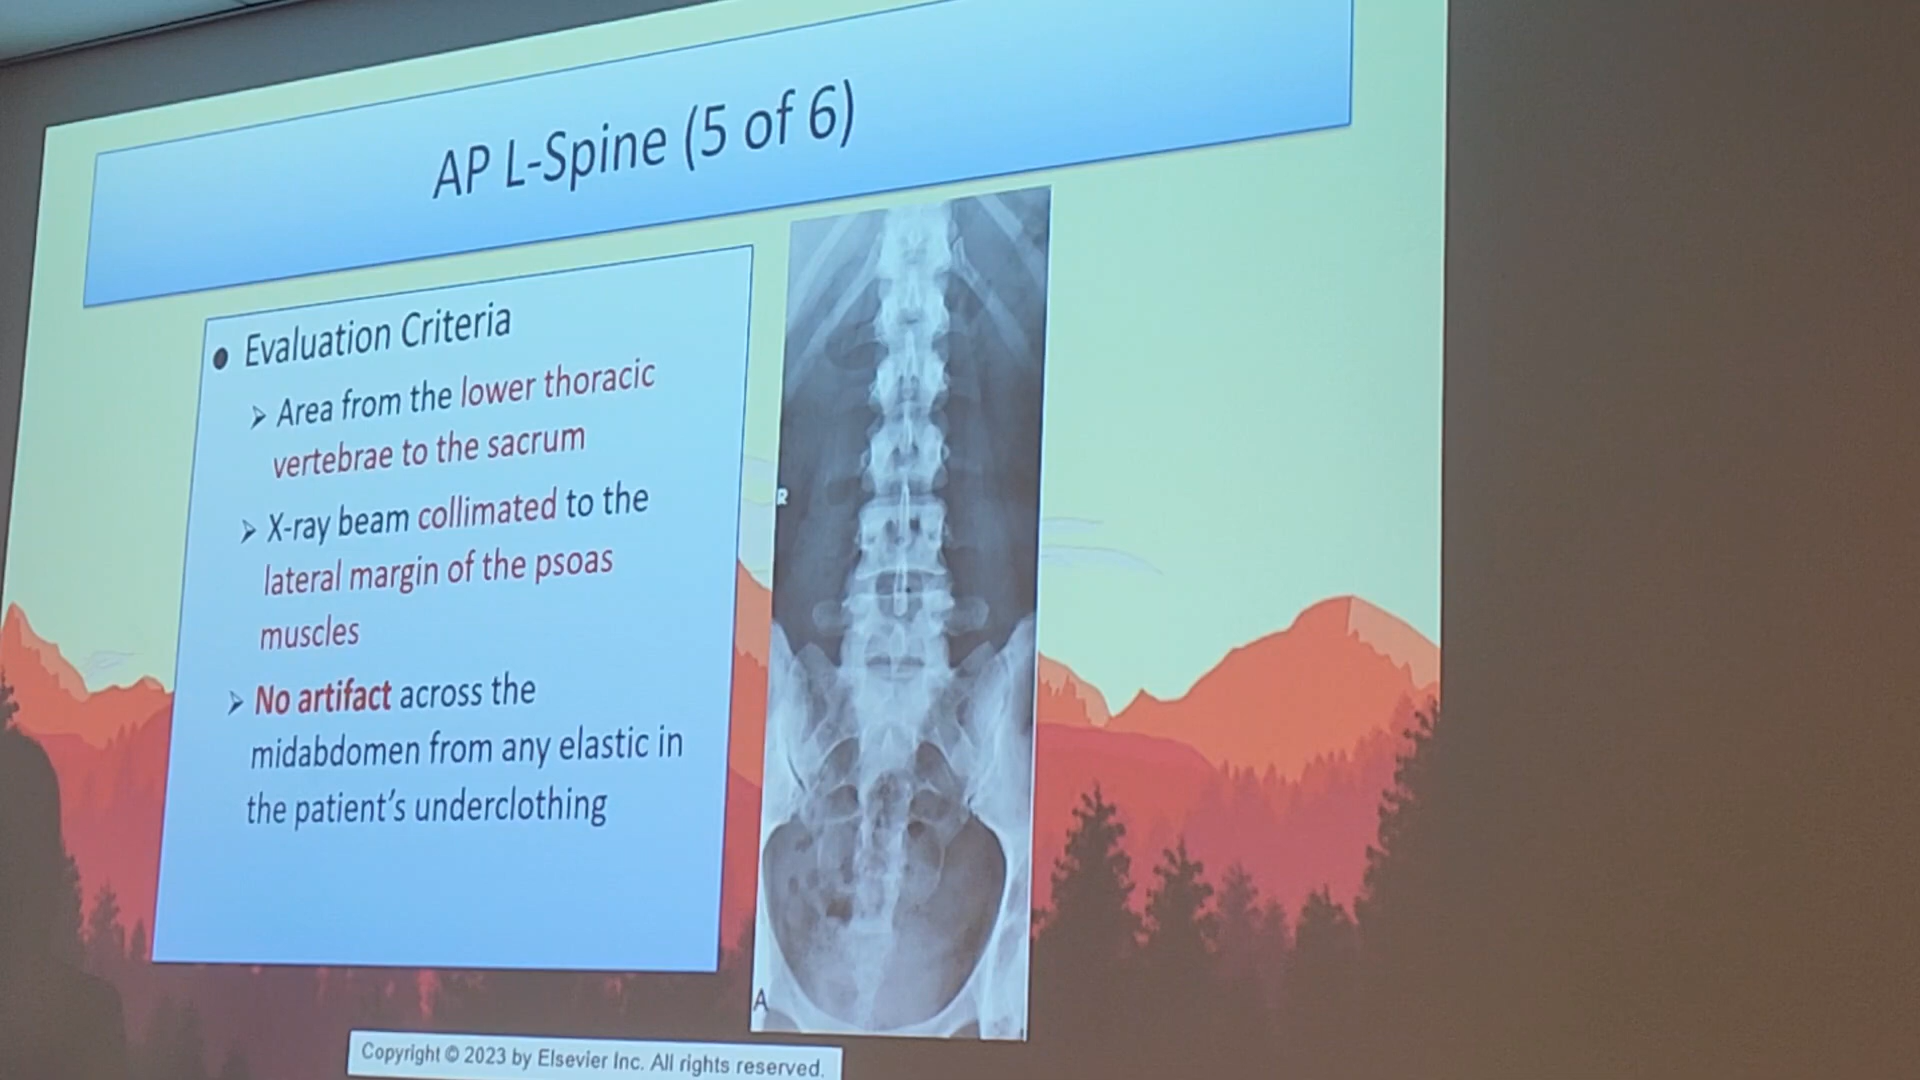 AP L-Spine (5 of 6)
● Evaluation Criteria
➢ Area from the lower thoracic
vertebrae to the sacrum
➢ X-ray beam collimated to the
lateral margin of the psoas
muscles
➢ No artifact across the
midabdomen from any elastic in
the patient's underclothing
R
A
Copyright © 2023 by Elsevier Inc. All rights reserved.